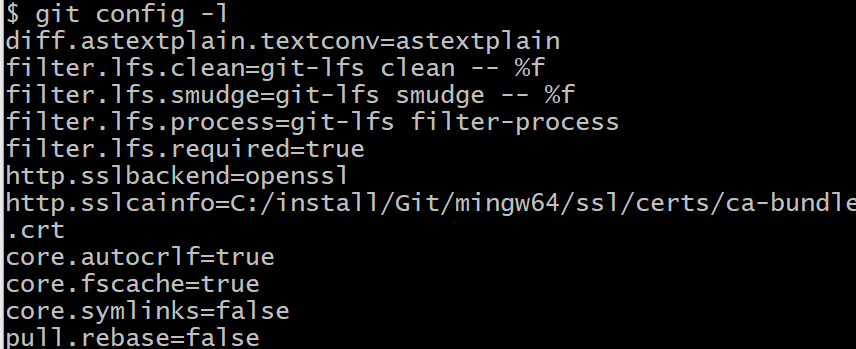 $ git config -l
diff.astextplain.textconv=astextplain
filter.lfs.clean=git-lfs clean -- %f
filter.lfs.smudge=git-lfs smudge -- %f
filter.lfs.process=git-lfs filter-process
filter.lfs.required=true
http.sslbackend=openssl
http.sslcainfo=C:/install/Git/mingw64/ssl/certs/ca-bundle
.crt
core.autocrlf=true
core.fscache=true
core.symlinks=false
pull.rebase=false